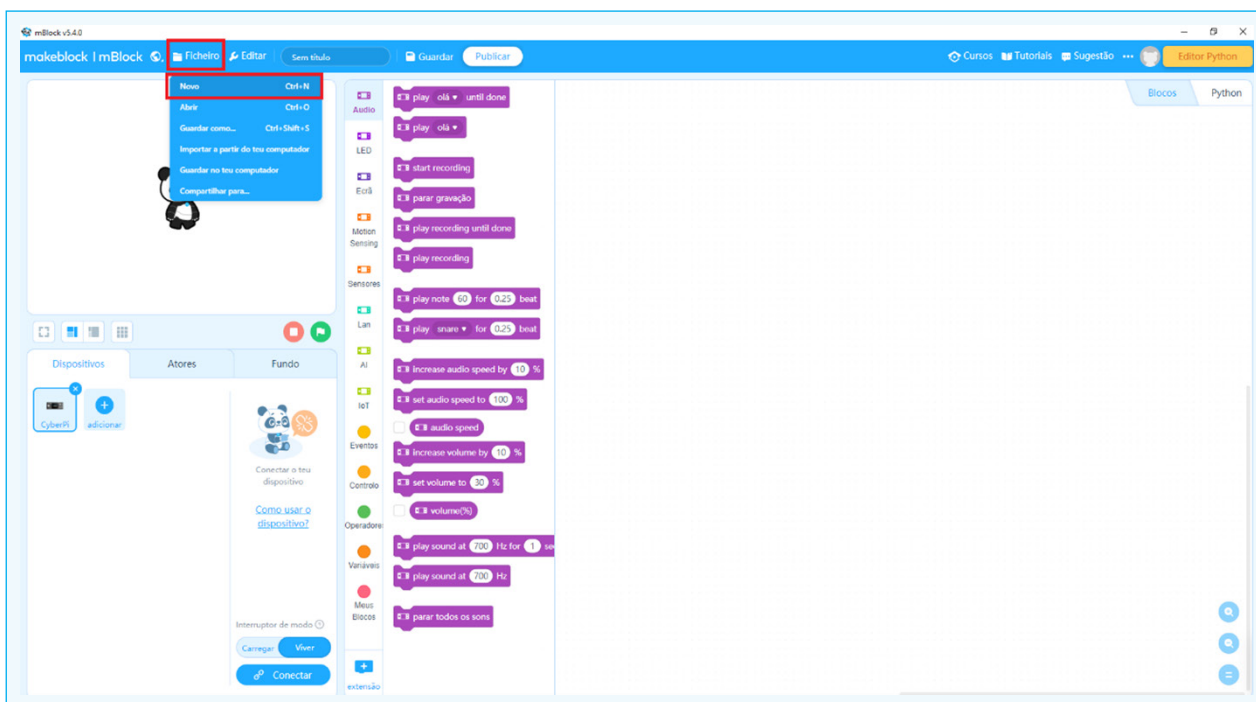 mBlock v5.4.0
makeblock | mBlock Ficheiro Editar Sem título Guardar Publicar Cursos Tutoriais Sugestão ... Editor Python
Novo Ctrl+N
Abrir Ctrl+O
Guardar como... Ctrl+Shift+S
Importar a partir do teu computador
Guardar no teu computador
Compartilhar para...
Dispositivos Atores Fundo
CyberPi
adicionar
Conectar o teu
dispositivo
Como usar o
dispositivo?
Interruptor de modo
Carregar Viver
Conectar
Audio
LED
Ecrã
Motion
Sensing
Sensores
Lan
AI
IoT
Eventos
Controlo
Operadores
Variáveis
Meus
Blocos
extensão
play olá until done
play olá
start recording
parar gravação
play recording until done
play recording
play note 60 for 0.25 beat
play snare for 0.25 beat
increase audio speed by 10 %
set audio speed to 100 %
audio speed
increase volume by 10 %
set volume to 30 %
volume(%)
play sound at 700 Hz for 1 se
play sound at 700 Hz
parar todos os sons
Blocos Python